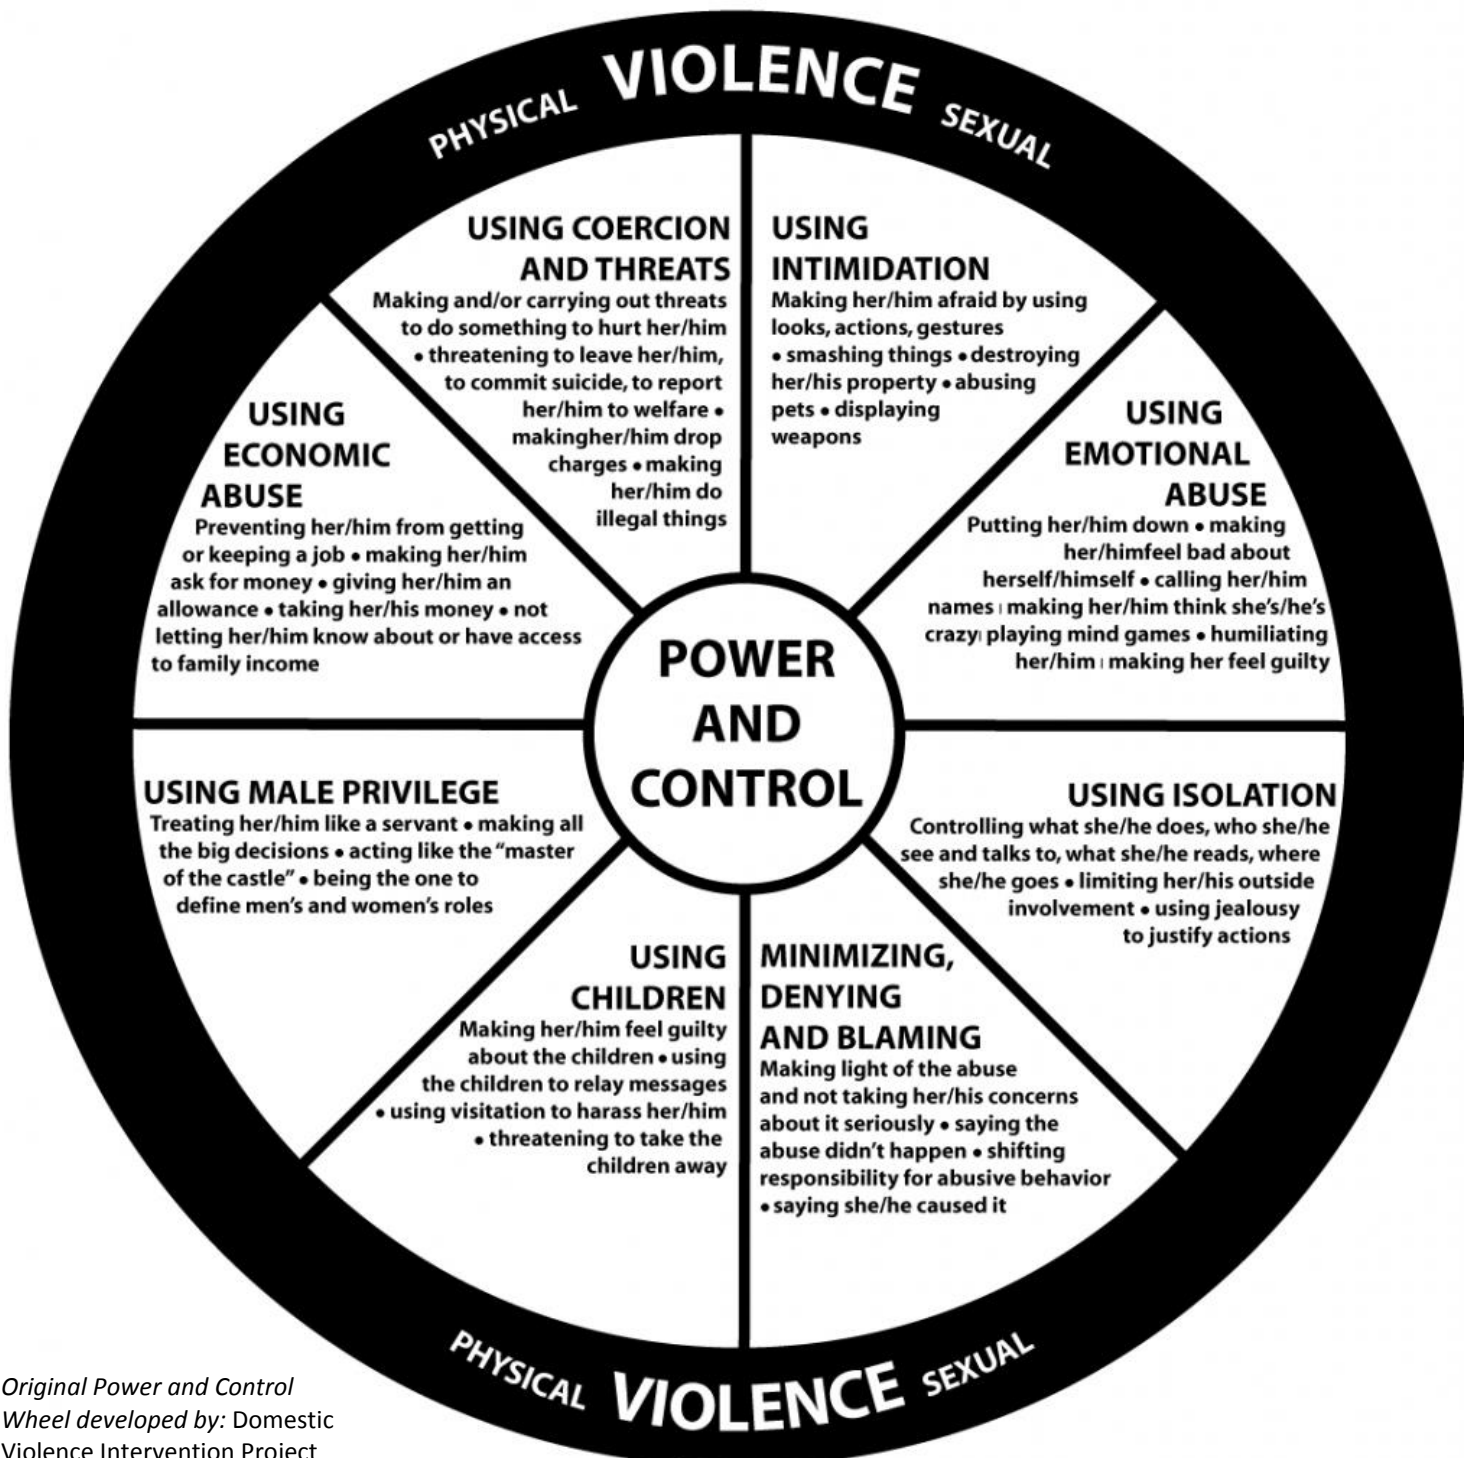 PHYSICAL VIOLENCE SEXUAL
USING COERCION
AND THREATS
Making and/or carrying out threats
to do something to hurt her/him
• threatening to leave her/him,
to commit suicide, to report
her/him to welfare •
makingher/him drop
charges • making
her/him do
illegal things
USING
INTIMIDATION
Making her/him afraid by using
looks, actions, gestures
• smashing things • destroying
her/his property • abusing
pets • displaying
weapons
USING
EMOTIONAL
ABUSE
Putting her/him down • making
her/himfeel bad about
herself/himself • calling her/him
names ı making her/him think she’s/he’s
crazyı playing mind games • humiliating
her/him ı making her feel guilty
USING ISOLATION
Controlling what she/he does, who she/he
see and talks to, what she/he reads, where
she/he goes • limiting her/his outside
involvement • using jealousy
to justify actions
MINIMIZING,
DENYING
AND BLAMING
Making light of the abuse
and not taking her/his concerns
about it seriously • saying the
abuse didn’t happen • shifting
responsibility for abusive behavior
• saying she/he caused it
USING
CHILDREN
Making her/him feel guilty
about the children • using
the children to relay messages
• using visitation to harass her/him
• threatening to take the
children away
USING MALE PRIVILEGE
Treating her/him like a servant • making all
the big decisions • acting like the “master
of the castle” • being the one to
define men’s and women’s roles
USING
ECONOMIC
ABUSE
Preventing her/him from getting
or keeping a job • making her/him
ask for money • giving her/him an
allowance • taking her/his money • not
letting her/him know about or have access
to family income
POWER
AND
CONTROL
PHYSICAL VIOLENCE SEXUAL
Original Power and Control
Wheel developed by: Domestic
Violence Intervention Project